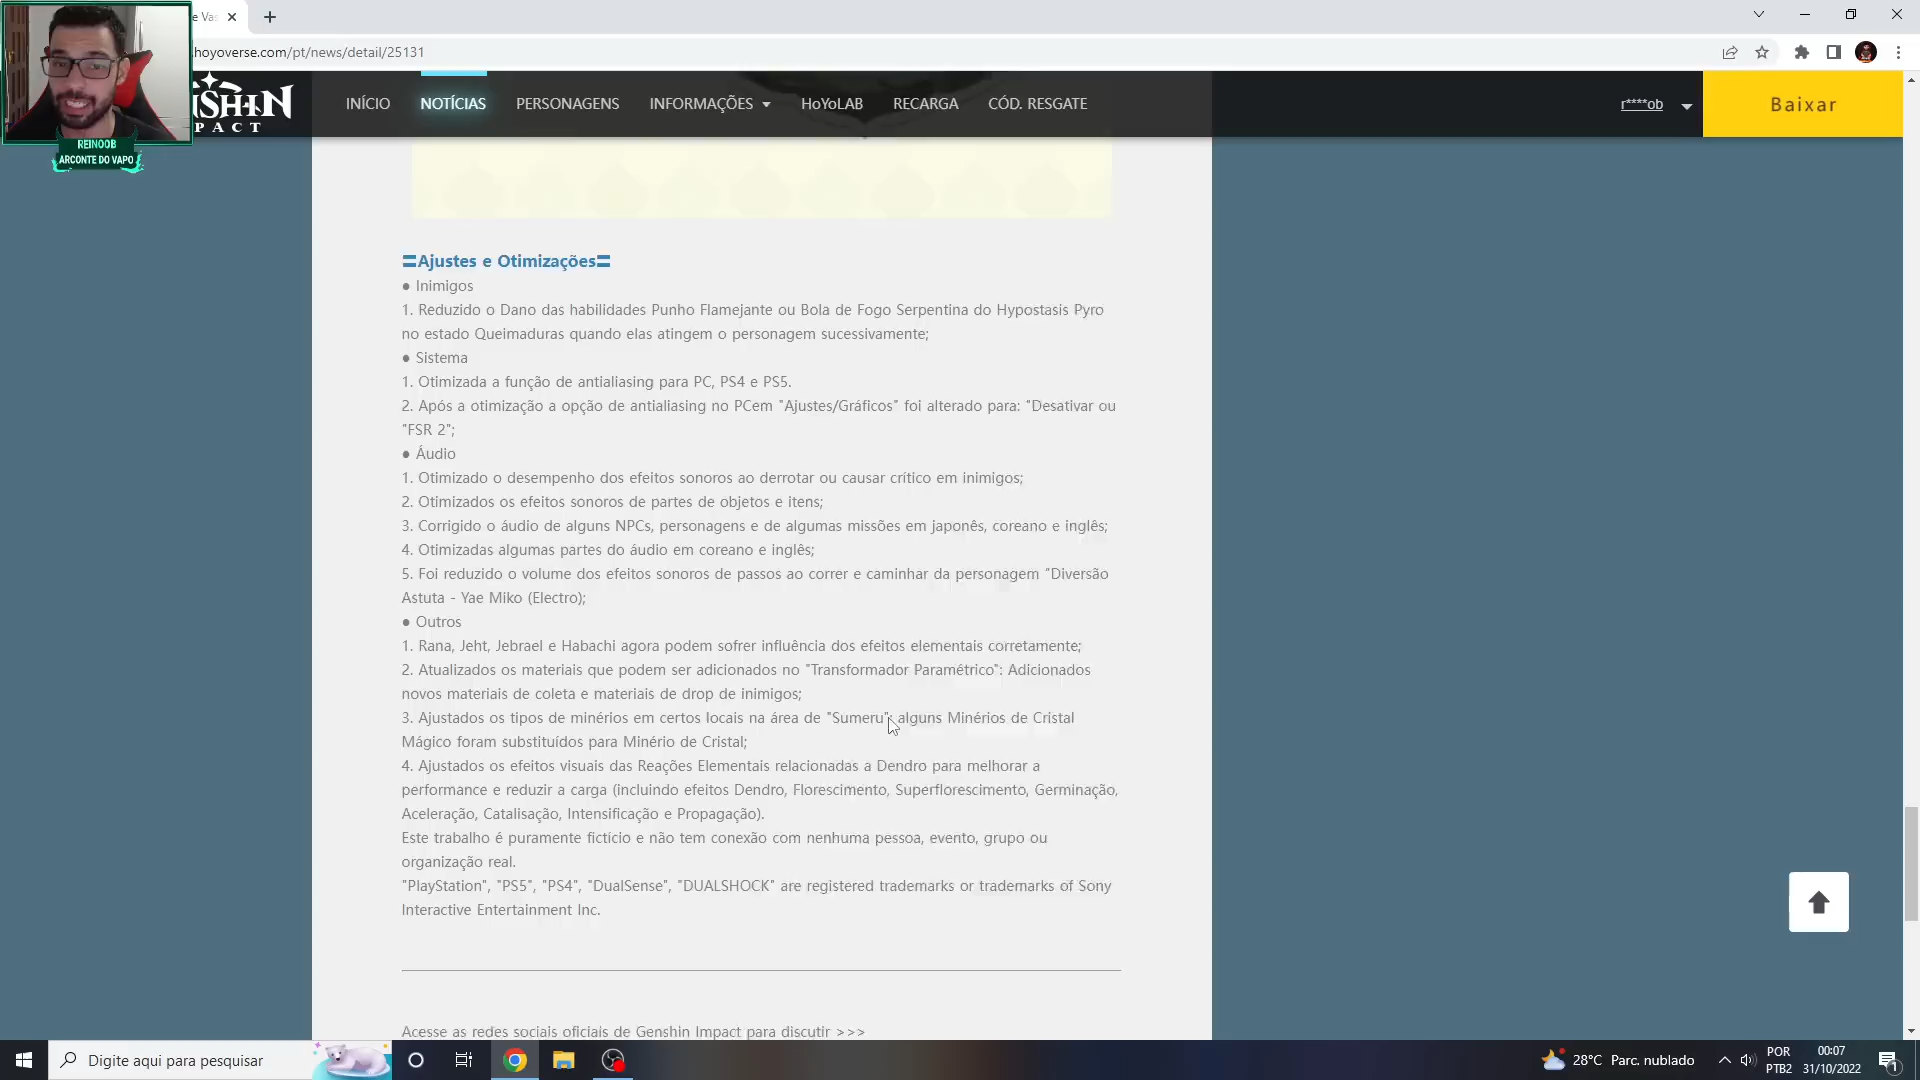 e Vas
hoyoverse.com/pt/news/detail/25131
NSHIN
MPACT
INÍCIO
NOTÍCIAS
PERSONAGENS
INFORMAÇÕES
HoYoLAB
RECARGA
CÓD. RESGATE
r****ob
Baixar
REINOOB
ARCONTE DO VAPO
〓Ajustes e Otimizações〓
● Inimigos
1. Reduzido o Dano das habilidades Punho Flamejante ou Bola de Fogo Serpentina do Hypostasis Pyro
no estado Queimaduras quando elas atingem o personagem sucessivamente;
● Sistema
1. Otimizada a função de antialiasing para PC, PS4 e PS5.
2. Após a otimização a opção de antialiasing no PCem "Ajustes/Gráficos" foi alterado para: "Desativar ou
"FSR 2";
● Áudio
1. Otimizado o desempenho dos efeitos sonoros ao derrotar ou causar crítico em inimigos;
2. Otimizados os efeitos sonoros de partes de objetos e itens;
3. Corrigido o áudio de alguns NPCs, personagens e de algumas missões em japonês, coreano e inglês;
4. Otimizadas algumas partes do áudio em coreano e inglês;
5. Foi reduzido o volume dos efeitos sonoros de passos ao correr e caminhar da personagem "Diversão
Astuta - Yae Miko (Electro);
● Outros
1. Rana, Jeht, Jebrael e Habachi agora podem sofrer influência dos efeitos elementais corretamente;
2. Atualizados os materiais que podem ser adicionados no "Transformador Paramétrico": Adicionados
novos materiais de coleta e materiais de drop de inimigos;
3. Ajustados os tipos de minérios em certos locais na área de "Sumeru": alguns Minérios de Cristal
Mágico foram substituídos para Minério de Cristal;
4. Ajustados os efeitos visuais das Reações Elementais relacionadas a Dendro para melhorar a
performance e reduzir a carga (incluindo efeitos Dendro, Florescimento, Superflorescimento, Germinação,
Aceleração, Catalisação, Intensificação e Propagação).
Este trabalho é puramente fictício e não tem conexão com nenhuma pessoa, evento, grupo ou
organização real.
"PlayStation", "PS5", "PS4", "DualSense", "DUALSHOCK" are registered trademarks or trademarks of Sony
Interactive Entertainment Inc.
Acesse as redes sociais oficiais de Genshin Impact para discutir >>>
Digite aqui para pesquisar
28°C Parc. nublado
POR
PTB2
00:07
31/10/2022
1